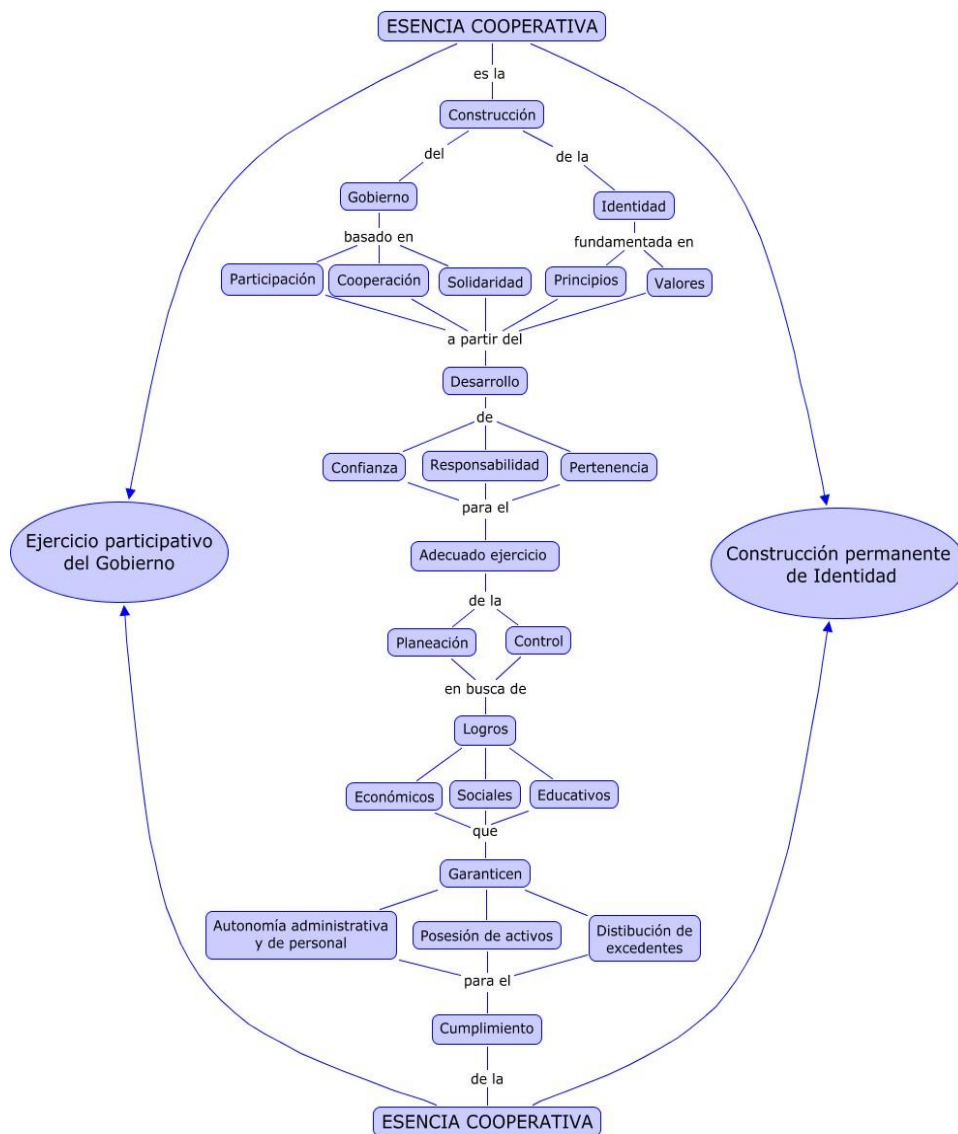 ESENCIA COOPERATIVA
es la
Construcción
del
de la
Gobierno
Identidad
basado en
fundamentada en
Participación
Cooperación
Solidaridad
Principios
Valores
a partir del
Desarrollo
de
Confianza
Responsabilidad
Pertenencia
para el
Ejercicio participativo
del Gobierno
Adecuado ejercicio
Construcción permanente
de Identidad
de la
Planeación
Control
en busca de
Logros
Económicos
Sociales
Educativos
que
Garanticen
Autonomía administrativa
y de personal
Posesión de activos
Distibución de
excedentes
para el
Cumplimiento
de la
ESENCIA COOPERATIVA